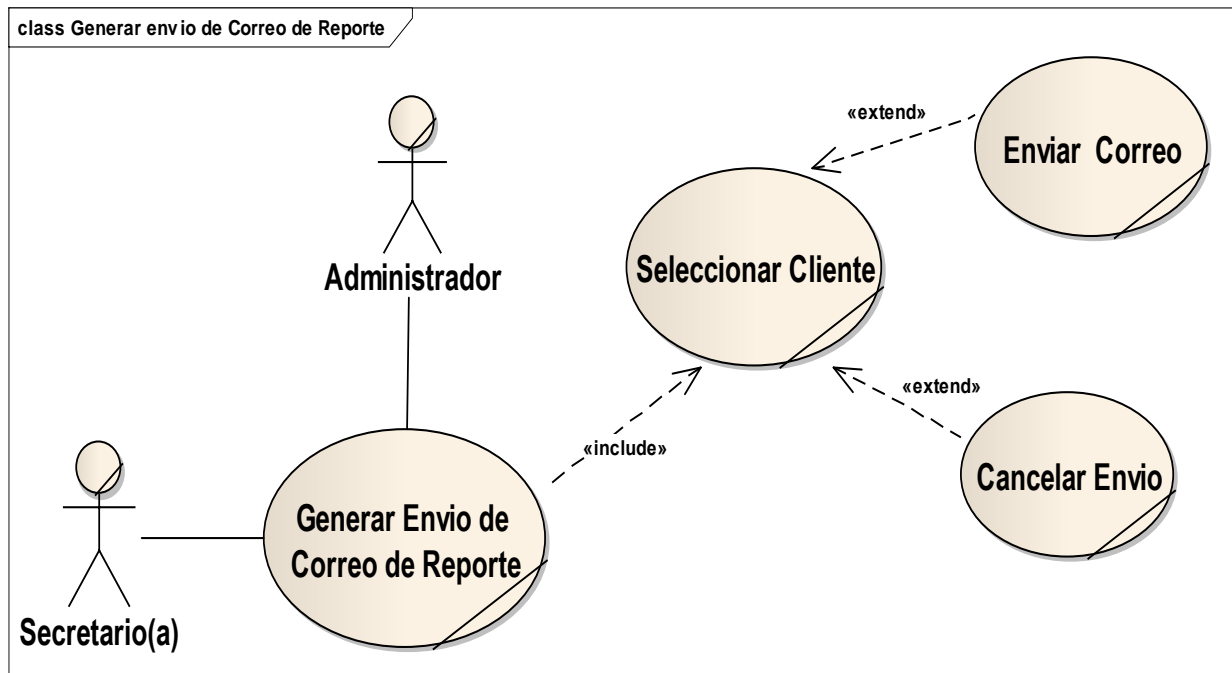 class Generar envio de Correo de Reporte
«extend»
Enviar Correo
Administrador
Seleccionar Cliente
«extend»
«include»
Cancelar Envio
Generar Envio de
Correo de Reporte
Secretario(a)